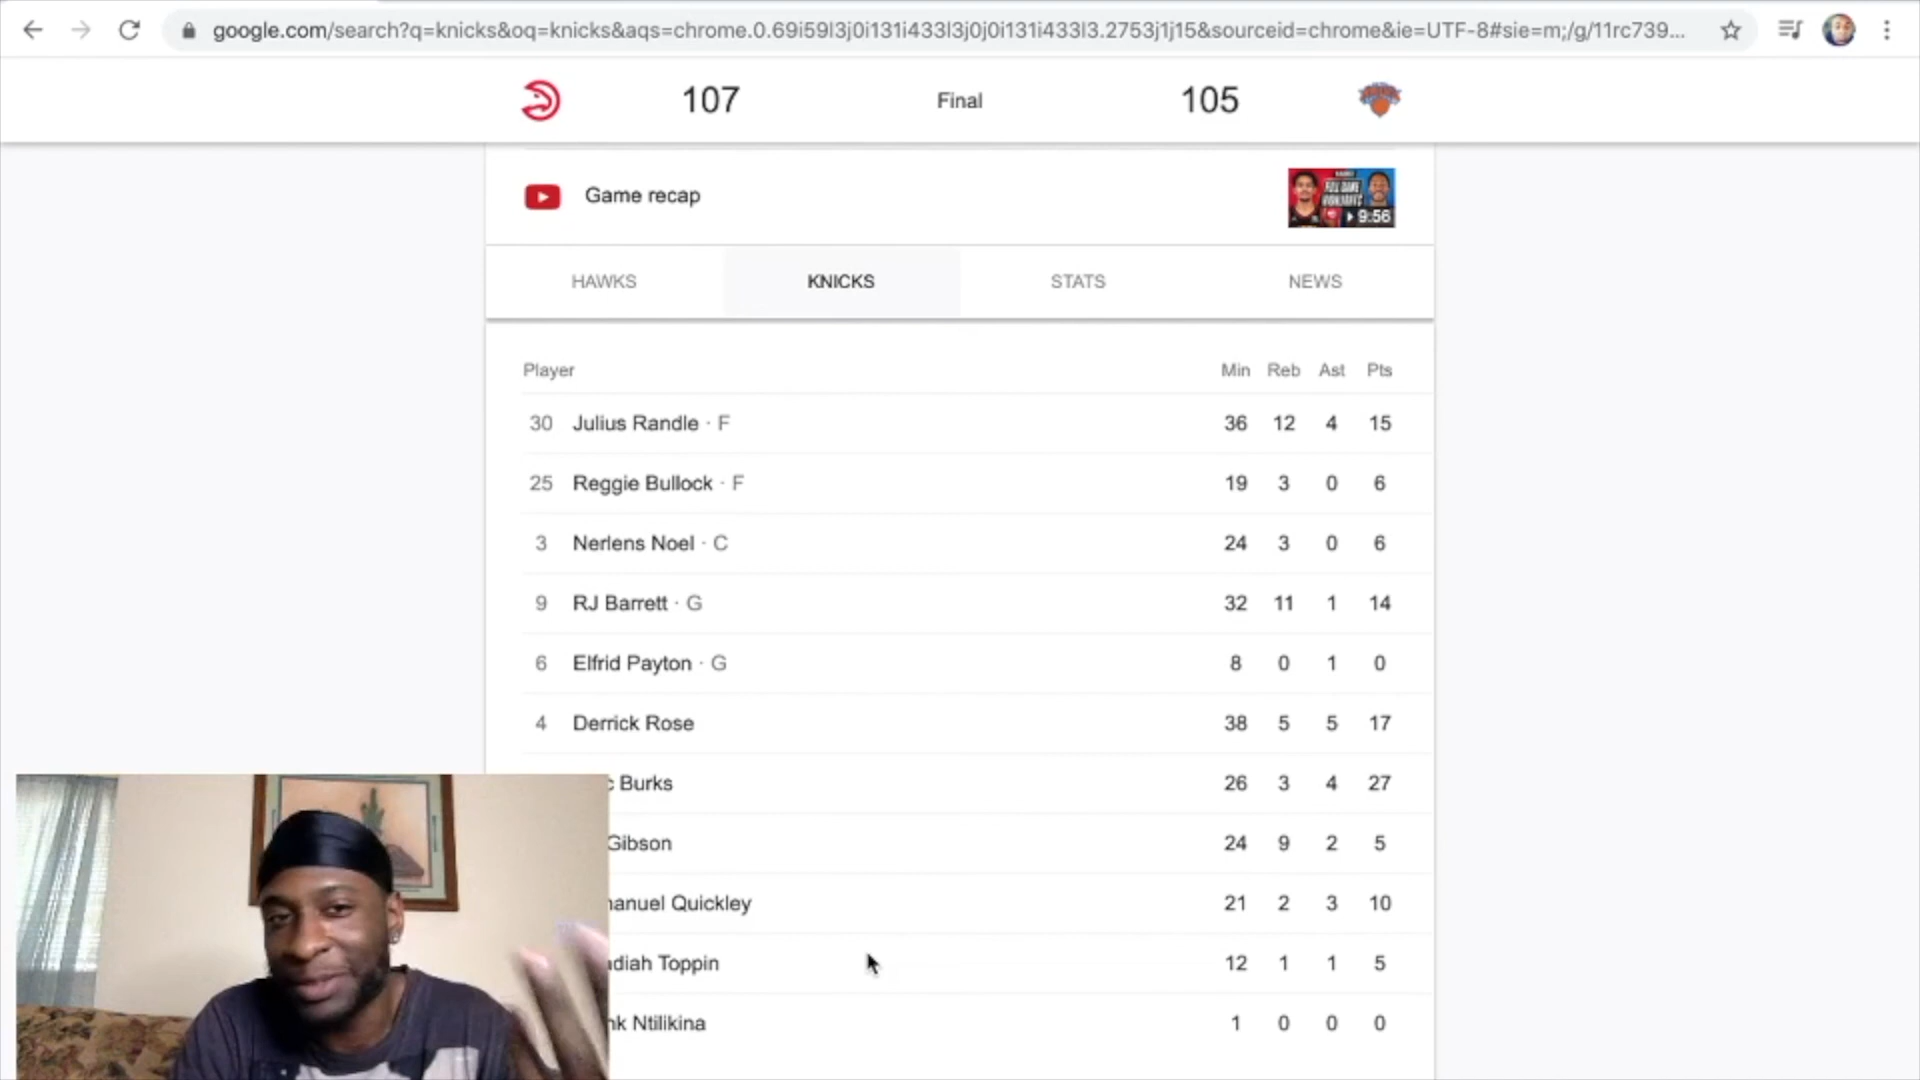 google.com/search?q=knicks&oq=knicks&aqs=chrome.0.69i59l3j0i131i433l3j0j0i131i433l3.2753j1j15&sourceid=chrome&ie=UTF-8#sie=m;/g/11rc739...
107 Final 105
Game recap
FULL GAME
HIGHLIGHTS
9:56
HAWKS KNICKS STATS NEWS
Player Min Reb Ast Pts
30 Julius Randle · F 36 12 4 15
25 Reggie Bullock · F 19 3 0 6
3 Nerlens Noel · C 24 3 0 6
9 RJ Barrett · G 32 11 1 14
6 Elfrid Payton · G 8 0 1 0
4 Derrick Rose 38 5 5 17
c Burks 26 3 4 27
Gibson 24 9 2 5
anuel Quickley 21 2 3 10
diah Toppin 12 1 1 5
nk Ntilikina 1 0 0 0